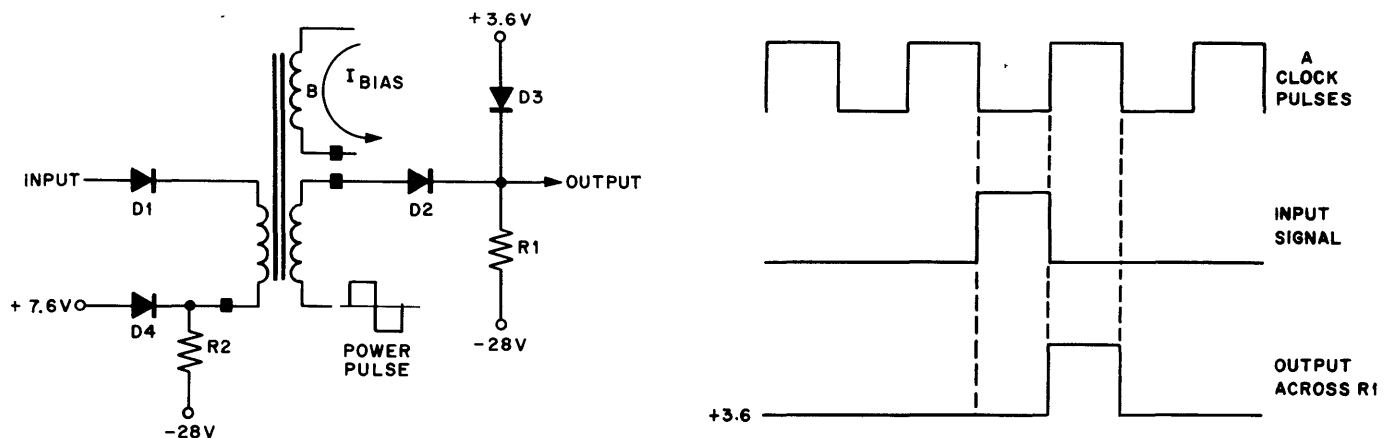 +3.6V
I BIAS
B
D3
INPUT
D1
D2
OUTPUT
R1
+7.6V
D4
R2
POWER
PULSE
-28V
-28V
A
CLOCK
PULSES
INPUT
SIGNAL
OUTPUT
ACROSS R1
+3.6